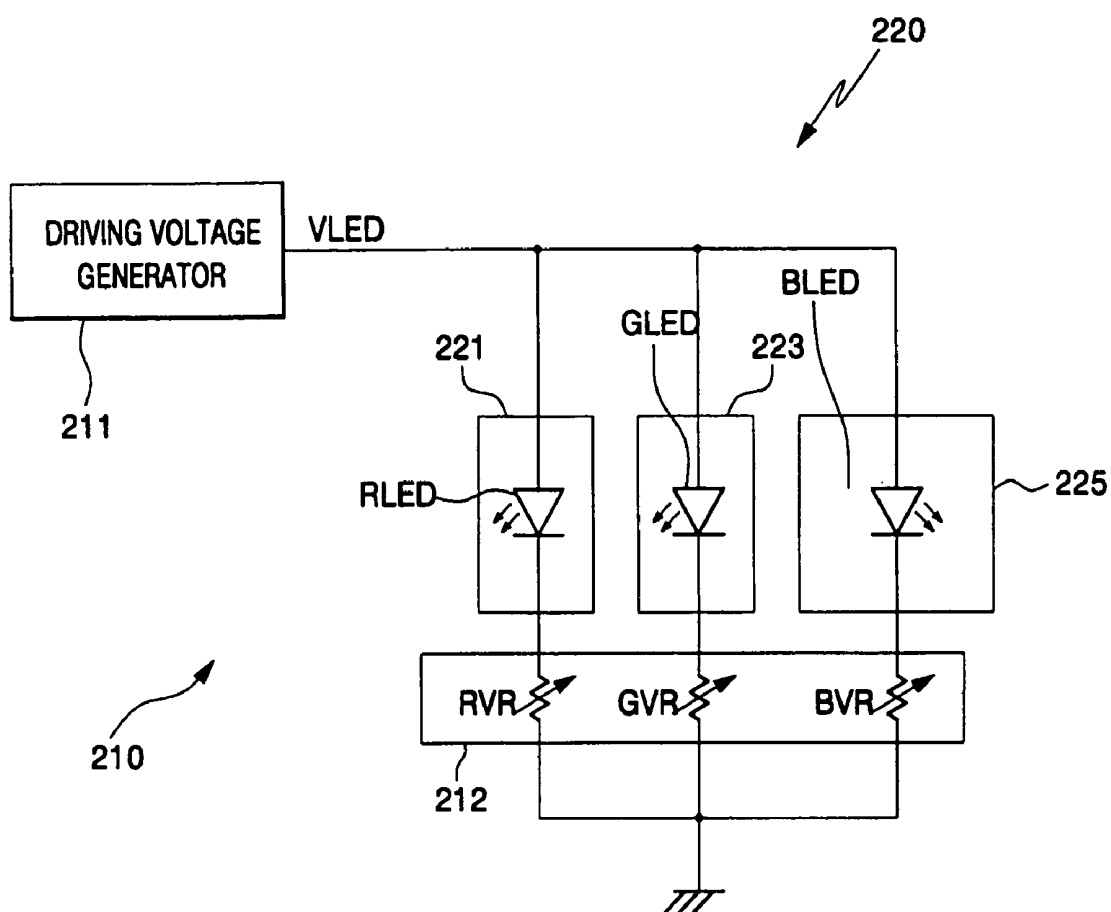 220
DRIVING VOLTAGE
GENERATOR
VLED
211
221
GLED
223
BLED
RLED
225
RVR
GVR
BVR
210
212